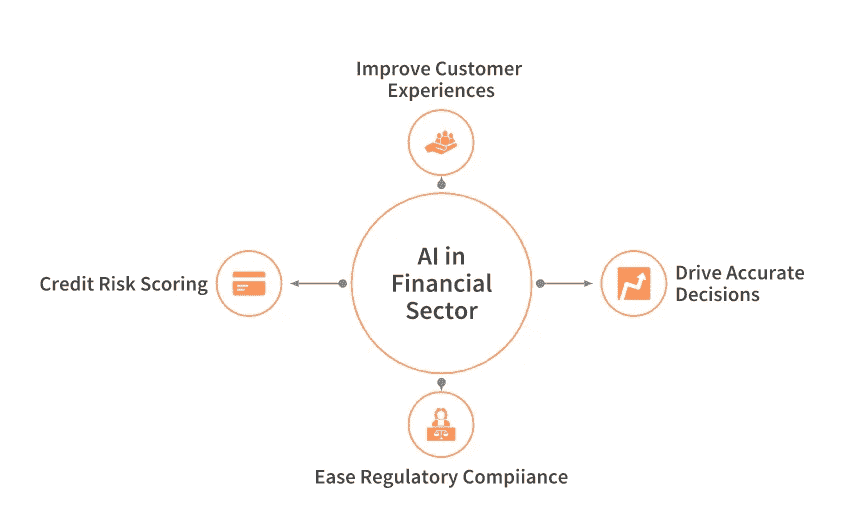 Improve Customer
Experiences
AI in
Financial
Sector
Credit Risk Scoring
Drive Accurate
Decisions
Ease Regulatory Compiiance